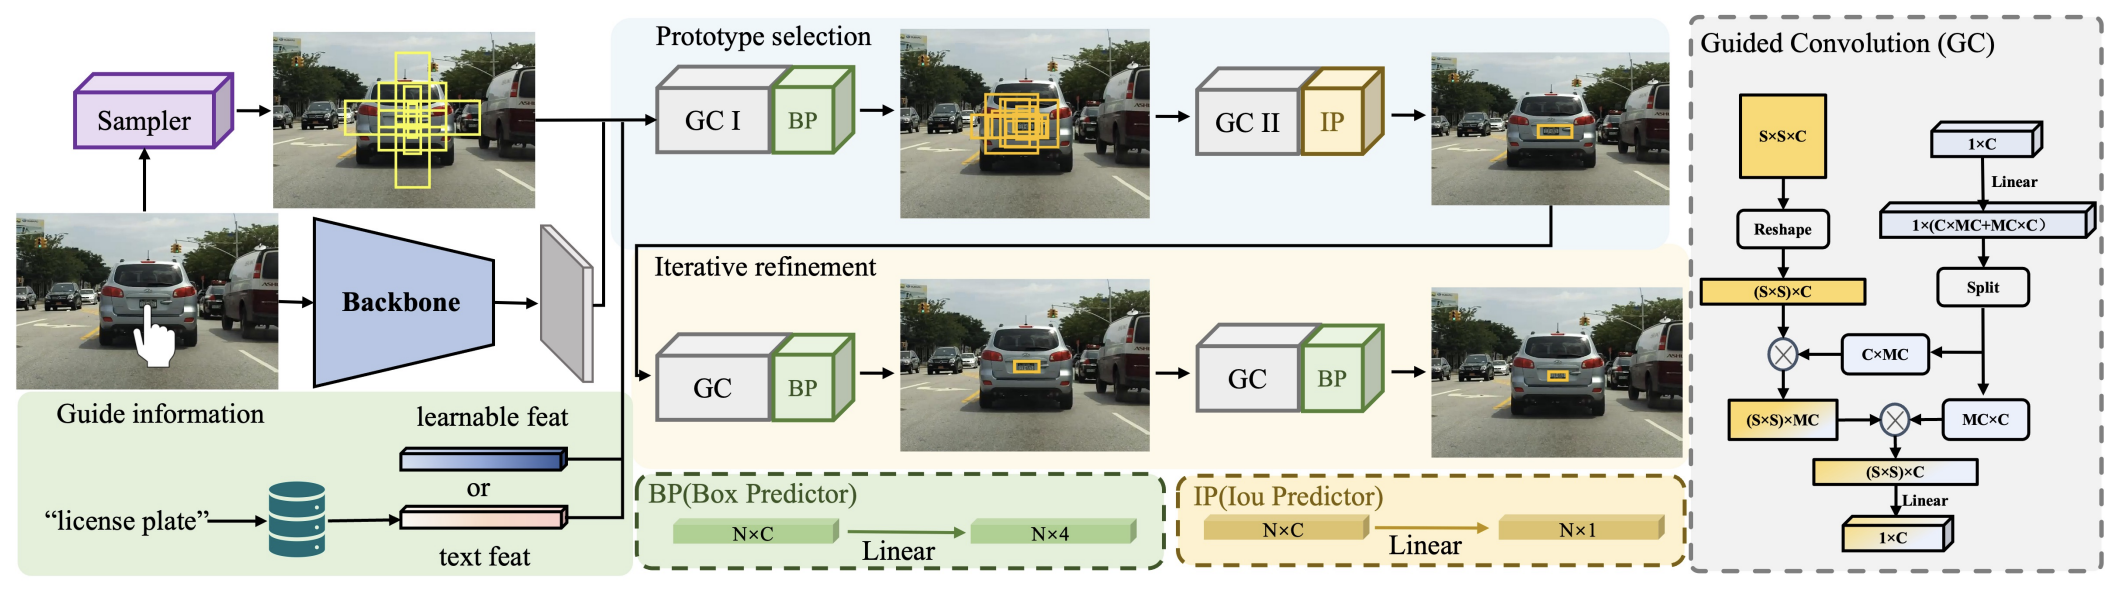 Sampler
Backbone
Guide information
learnable feat
or
“license plate”
text feat
Prototype selection
GC I
BP
GC II
IP
Iterative refinement
GC
BP
GC
BP
BP(Box Predictor)
N×C
Linear
N×4
IP(Iou Predictor)
N×C
Linear
N×1
Guided Convolution (GC)
S×S×C
Reshape
(S×S)×C
1×C
Linear
1×(C×MC+MC×C)
Split
C×MC
(S×S)×MC
MC×C
(S×S)×C
Linear
1×C